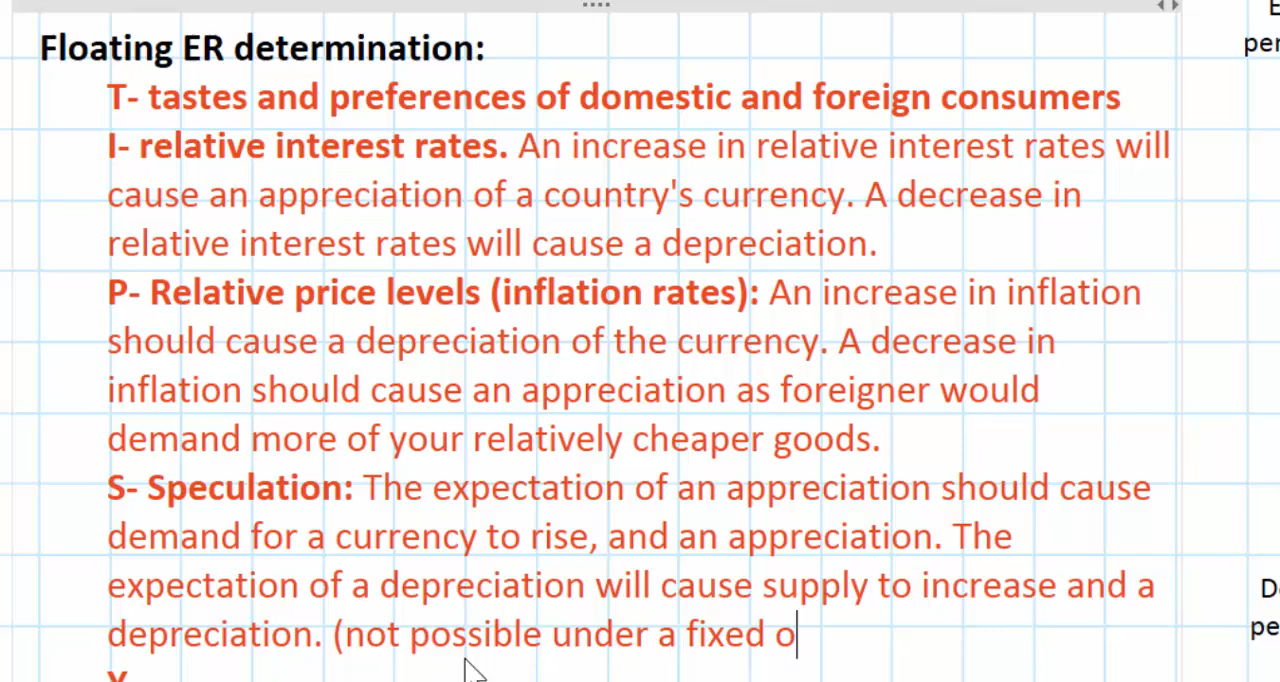 Floating ER determination:
T- tastes and preferences of domestic and foreign consumers
I- relative interest rates. An increase in relative interest rates will
cause an appreciation of a country's currency. A decrease in
relative interest rates will cause a depreciation.
P- Relative price levels (inflation rates): An increase in inflation
should cause a depreciation of the currency. A decrease in
inflation should cause an appreciation as foreigner would
demand more of your relatively cheaper goods.
S- Speculation: The expectation of an appreciation should cause
demand for a currency to rise, and an appreciation. The
expectation of a depreciation will cause supply to increase and a
depreciation. (not possible under a fixed o
Y